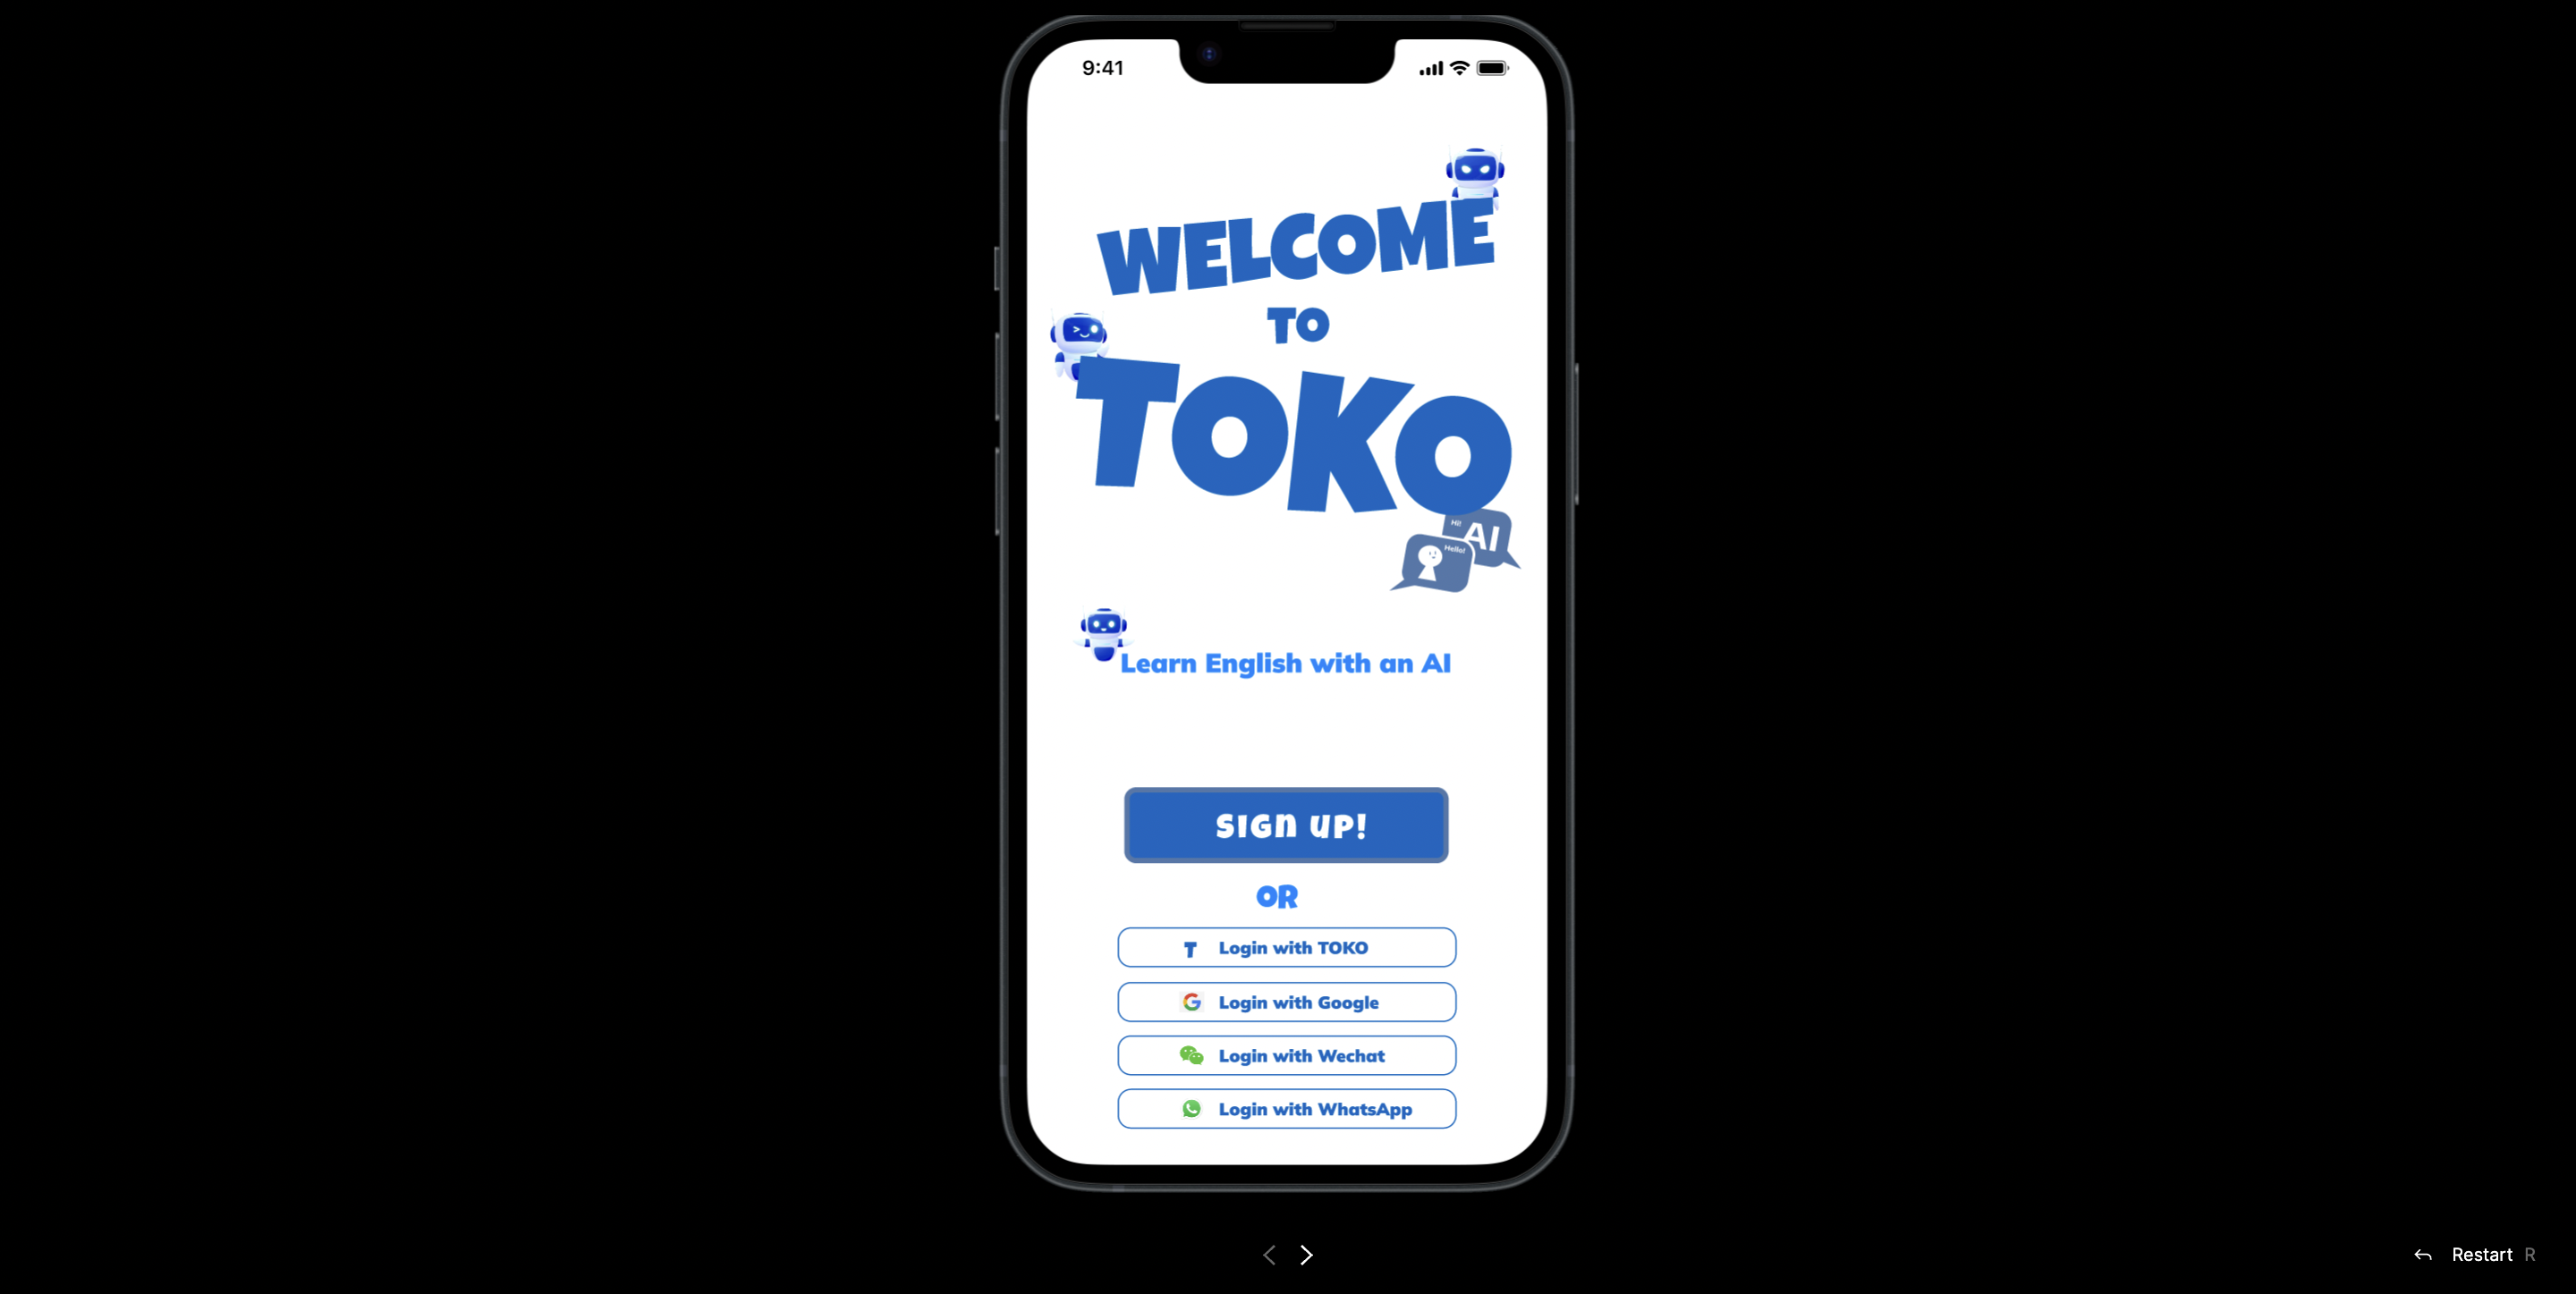 9:41
WELCOME
TO
TOKO
Hi! AI
Hello!
Learn English with an AI
SIGn uP!
OR
T Login with TOKO
Login with Google
Login with Wechat
Login with WhatsApp
Restart R